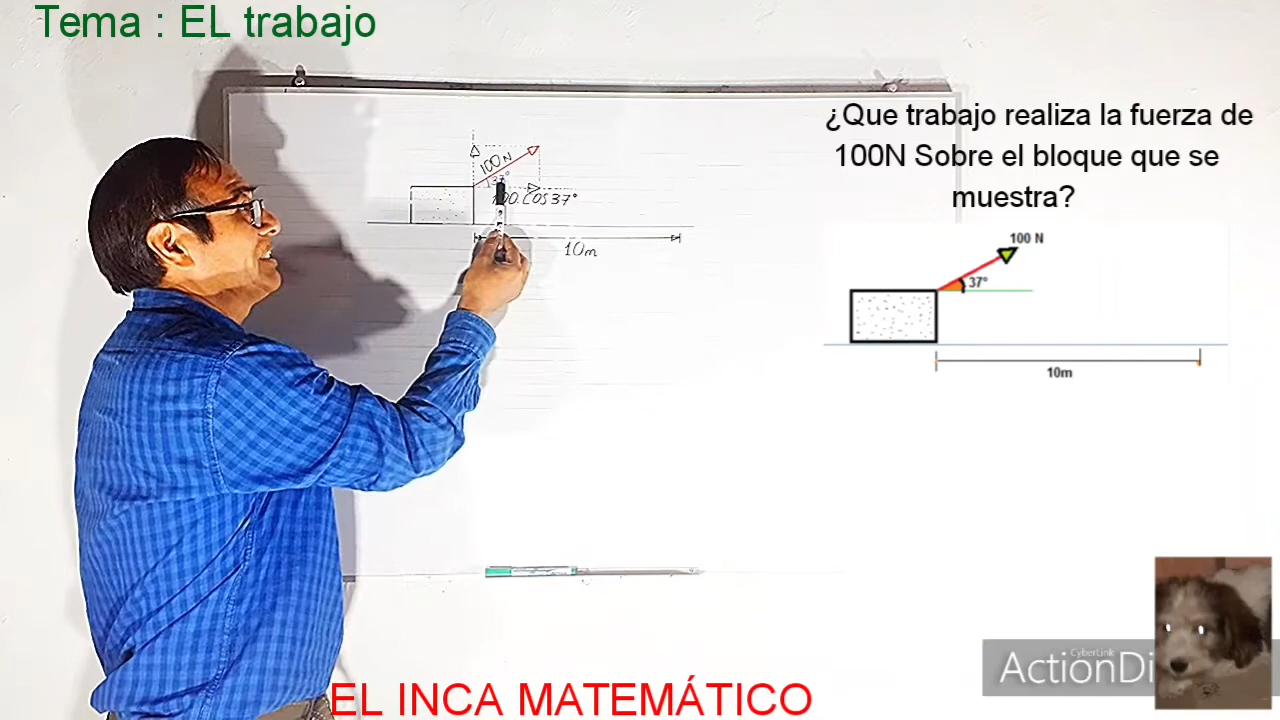 Tema : EL trabajo
¿Que trabajo realiza la fuerza de
100N Sobre el bloque que se
muestra?
100 N
37°
10m
100 N
37°
100.COS37°
10m
EL INCA MATEMÁTICO
CyberLink
ActionDi